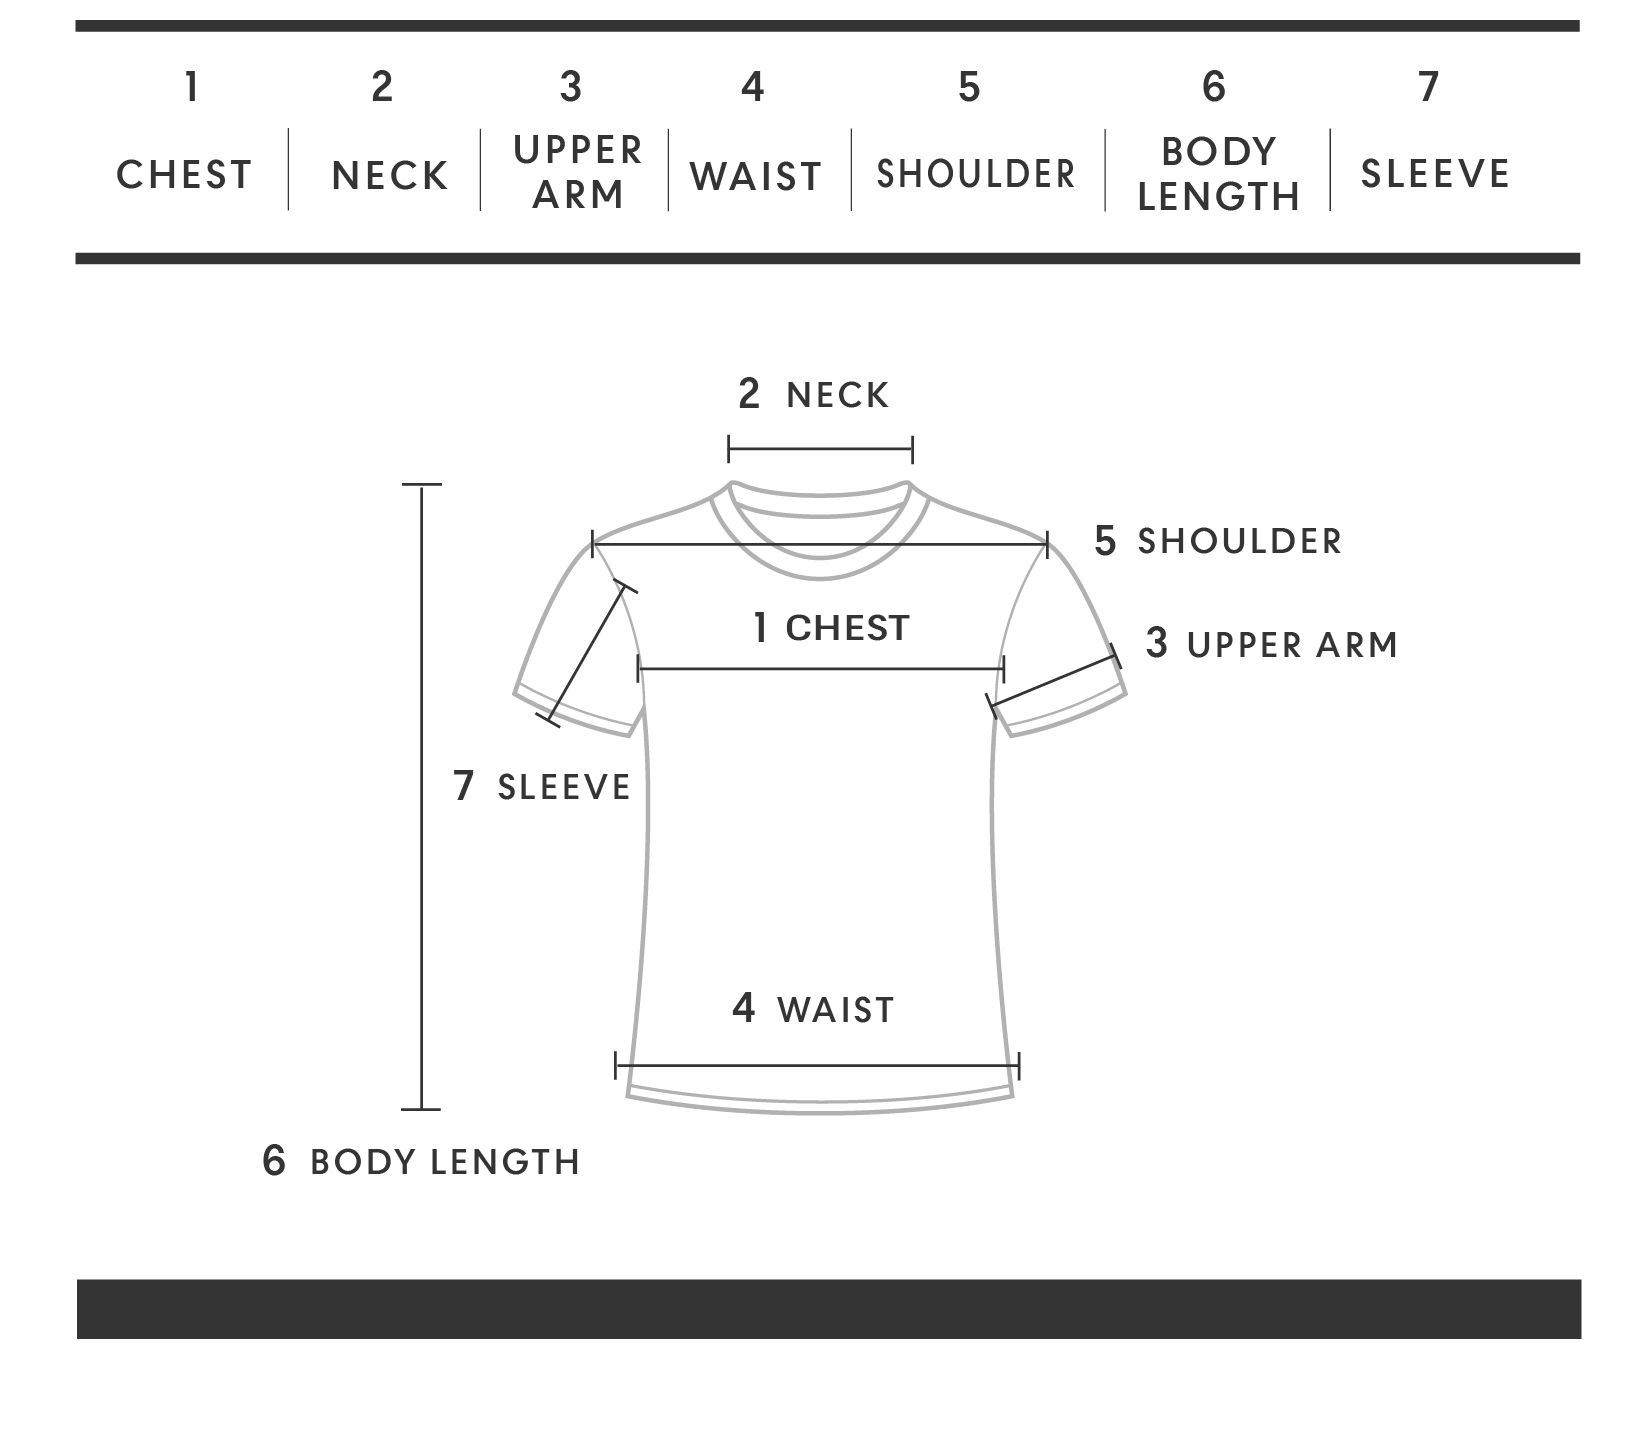 1 2 3 4 5 6 7
CHEST NECK UPPER ARM WAIST SHOULDER BODY LENGTH SLEEVE
2 NECK
5 SHOULDER
1 CHEST
3 UPPER ARM
7 SLEEVE
4 WAIST
6 BODY LENGTH